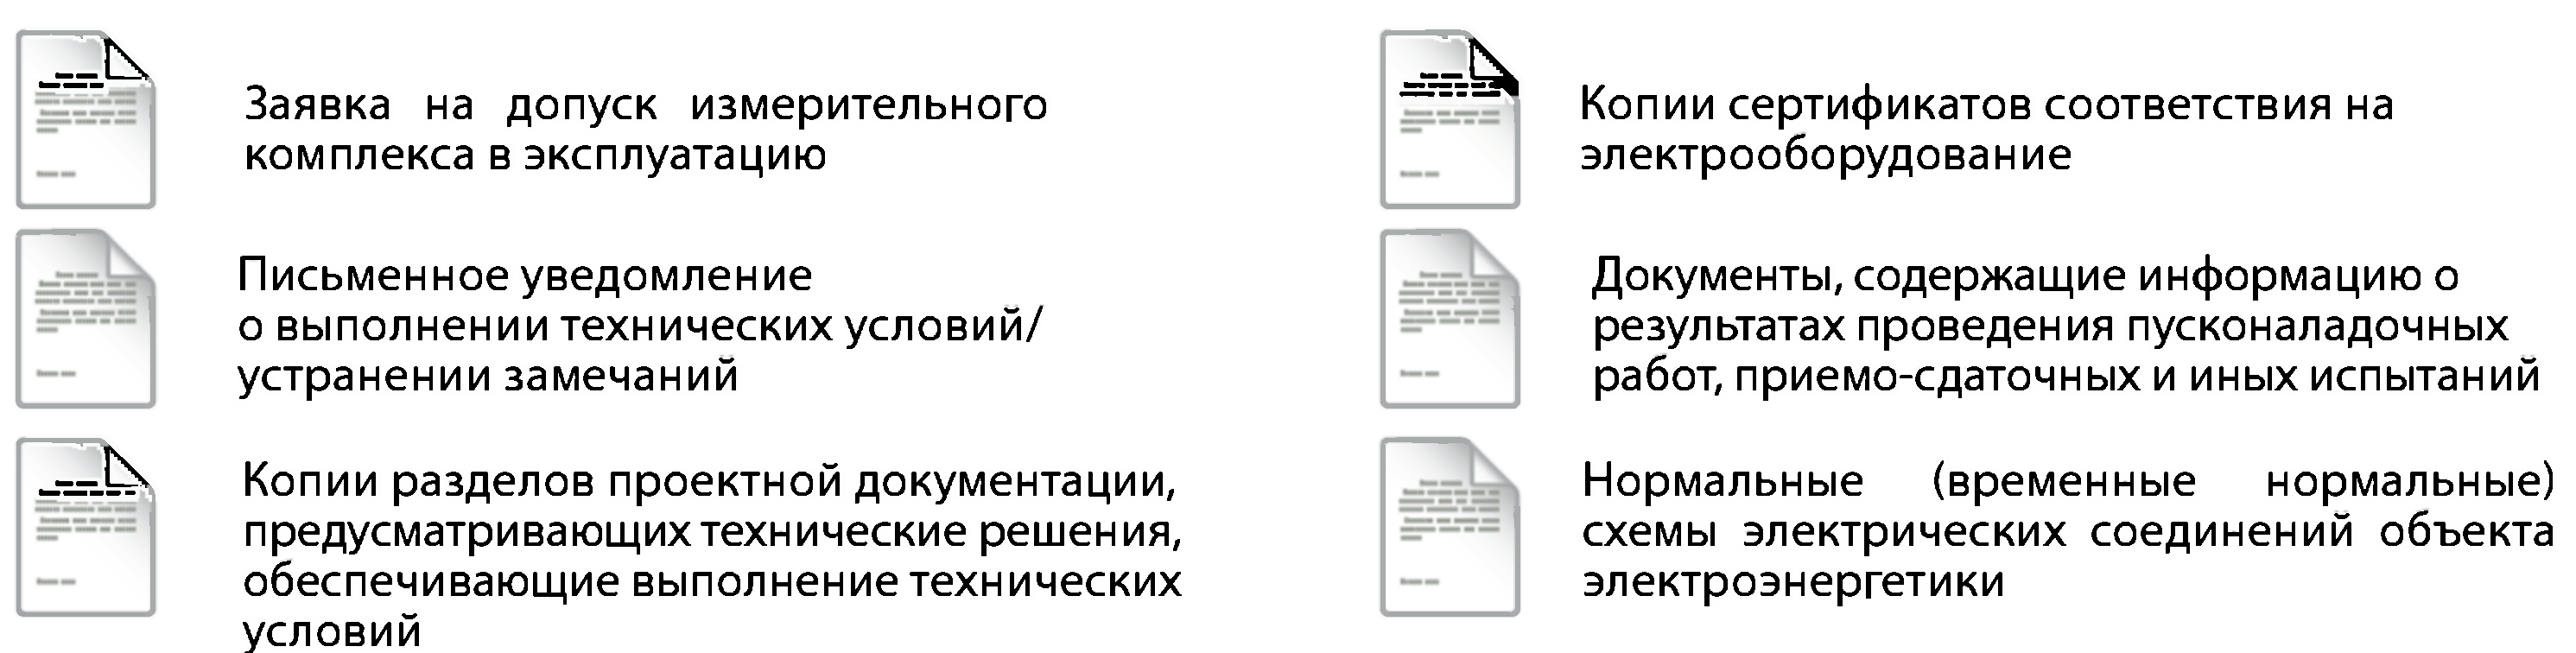 Заявка на допуск измерительного
комплекса в эксплуатацию
Письменное уведомление
о выполнении технических условий/
устранении замечаний
Копии разделов проектной документации,
предусматривающих технические решения,
обеспечивающие выполнение технических
условий
Копии сертификатов соответствия на
электрооборудование
Документы, содержащие информацию о
результатах проведения пусконаладочных
работ, приемо-сдаточных и иных испытаний
Нормальные (временные нормальные)
схемы электрических соединений объекта
электроэнергетики